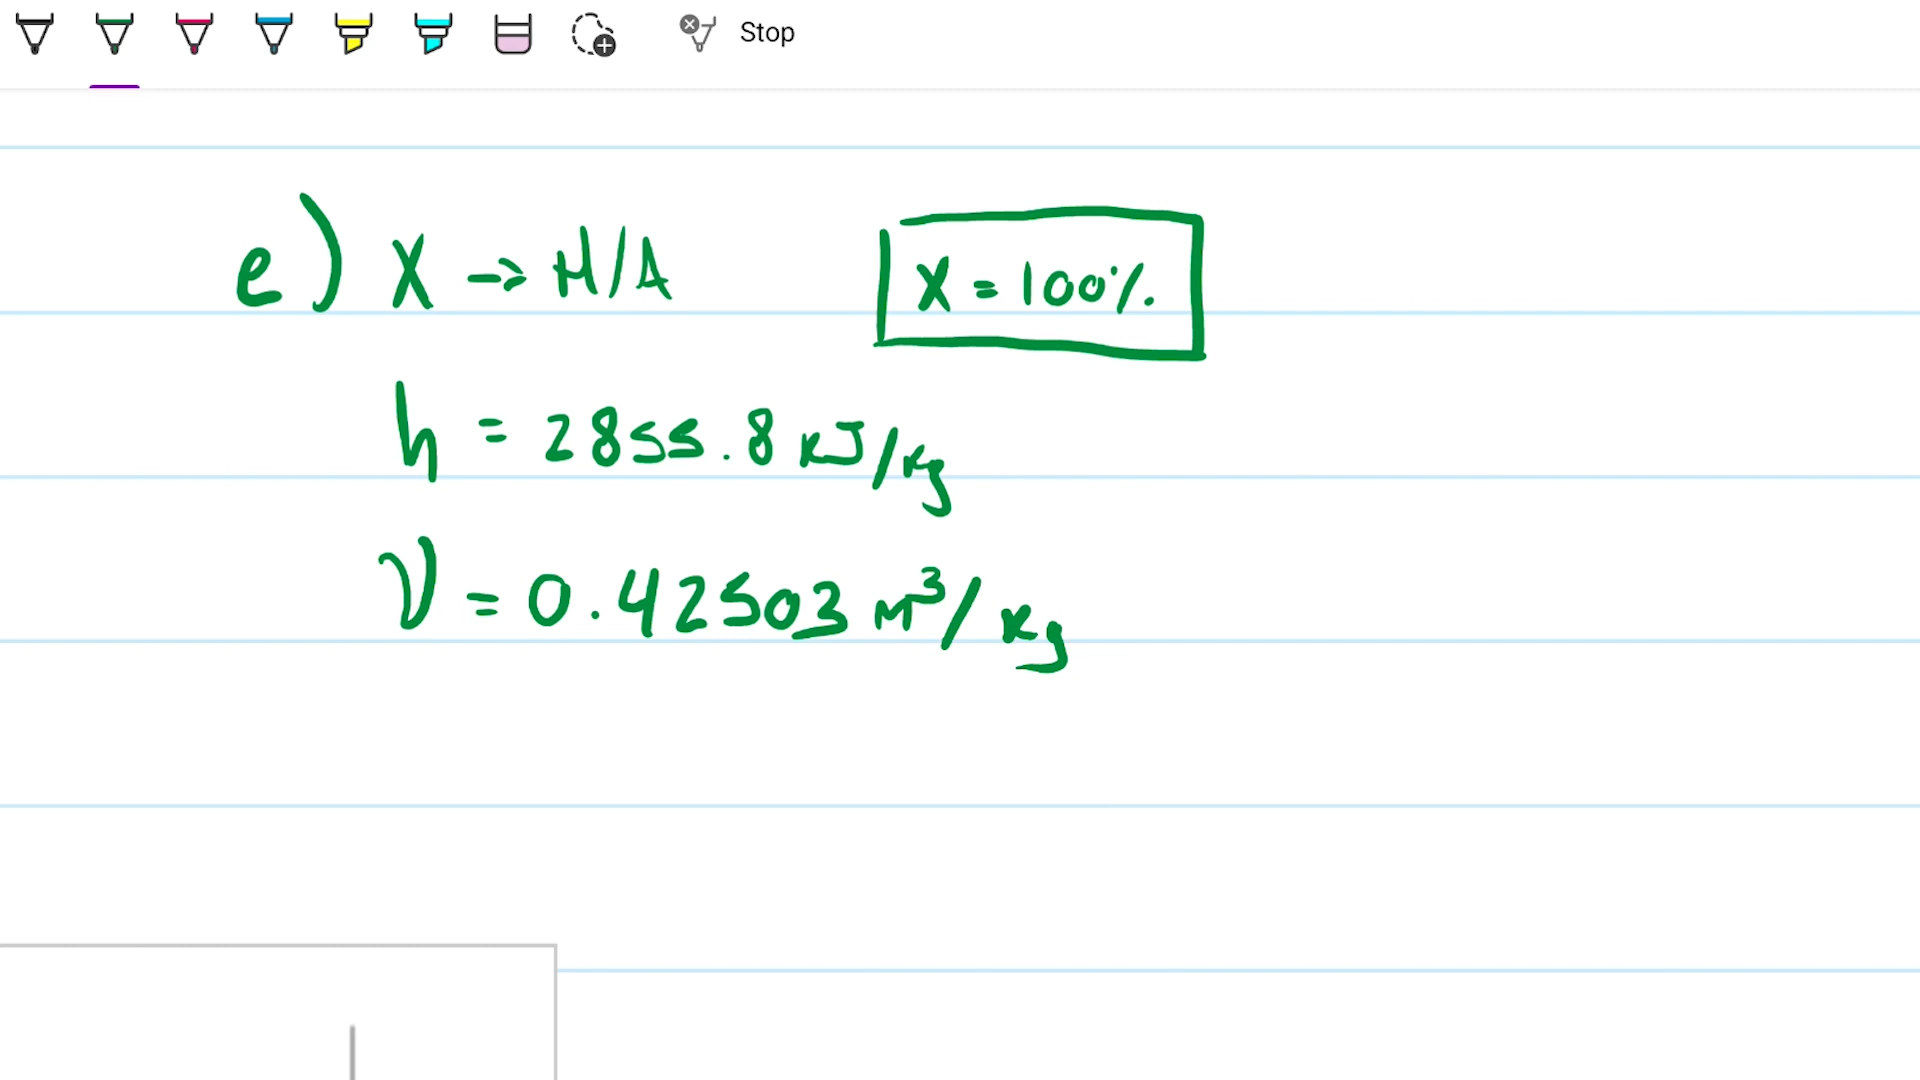 Stop
e) x → N/A
x = 100%
h = 2855.8 kJ/kg
ν = 0.42503 m³/kg